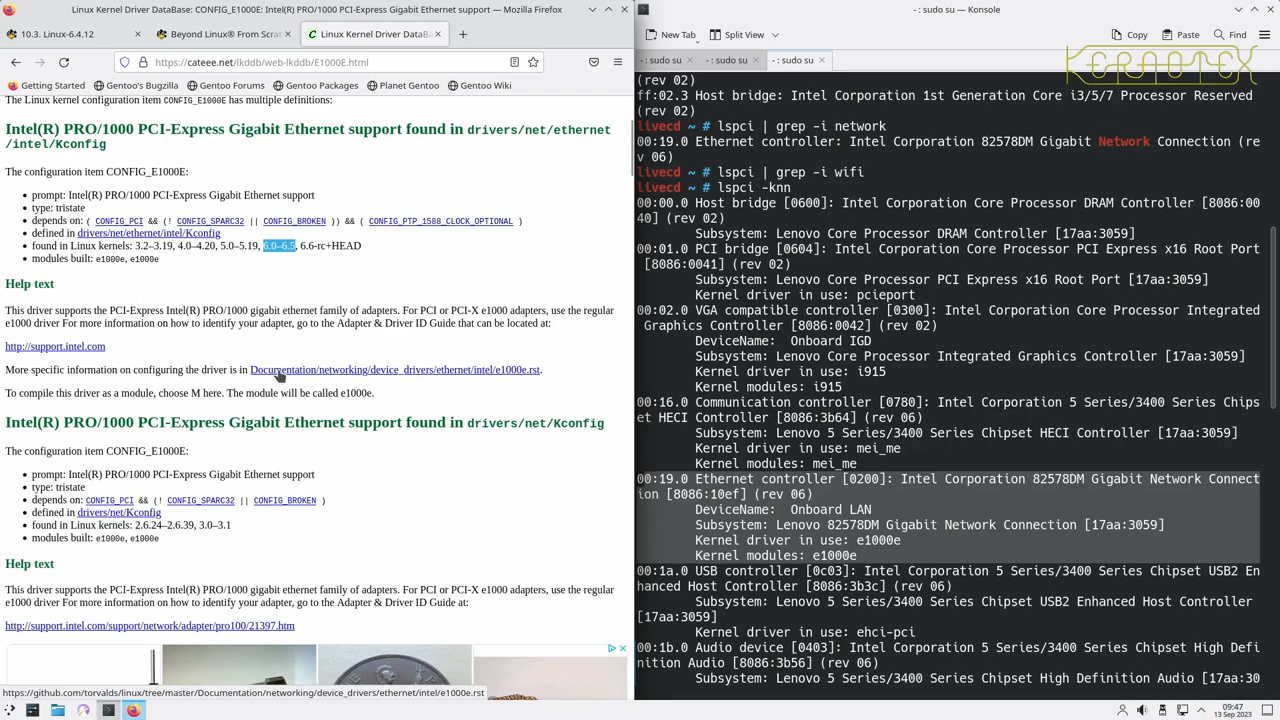 Linux Kernel Driver DataBase: CONFIG_E1000E: Intel(R) PRO/1000 PCI-Express Gigabit Ethernet support — Mozilla Firefox
10.3. Linux-6.4.12
Beyond Linux® From Scra
Linux Kernel Driver DataBa
https://cateee.net/lkddb/web-lkddb/E1000E.html
Getting Started
Gentoo's Bugzilla
Gentoo Forums
Gentoo Packages
Planet Gentoo
Gentoo Wiki
The Linux kernel configuration item CONFIG_E1000E has multiple definitions:
Intel(R) PRO/1000 PCI-Express Gigabit Ethernet support found in drivers/net/ethernet
/intel/Kconfig
The configuration item CONFIG_E1000E:
• prompt: Intel(R) PRO/1000 PCI-Express Gigabit Ethernet support
• type: tristate
• depends on: ( CONFIG_PCI && (! CONFIG_SPARC32 || CONFIG_BROKEN )) && ( CONFIG_PTP_1588_CLOCK_OPTIONAL )
• defined in drivers/net/ethernet/intel/Kconfig
• found in Linux kernels: 3.2–3.19, 4.0–4.20, 5.0–5.19, 6.0–6.5, 6.6-rc+HEAD
• modules built: e1000e, e1000e
Help text
This driver supports the PCI-Express Intel(R) PRO/1000 gigabit ethernet family of adapters. For PCI or PCI-X e1000 adapters, use the regular
e1000 driver For more information on how to identify your adapter, go to the Adapter & Driver ID Guide that can be located at:
http://support.intel.com
More specific information on configuring the driver is in Documentation/networking/device_drivers/ethernet/intel/e1000e.rst.
To compile this driver as a module, choose M here. The module will be called e1000e.
Intel(R) PRO/1000 PCI-Express Gigabit Ethernet support found in drivers/net/Kconfig
The configuration item CONFIG_E1000E:
• prompt: Intel(R) PRO/1000 PCI-Express Gigabit Ethernet support
• type: tristate
• depends on: CONFIG_PCI && (! CONFIG_SPARC32 || CONFIG_BROKEN )
• defined in drivers/net/Kconfig
• found in Linux kernels: 2.6.24–2.6.39, 3.0–3.1
• modules built: e1000e, e1000e
Help text
This driver supports the PCI-Express Intel(R) PRO/1000 gigabit ethernet family of adapters. For PCI or PCI-X e1000 adapters, use the regular
e1000 driver For more information on how to identify your adapter, go to the Adapter & Driver ID Guide at:
http://support.intel.com/support/network/adapter/pro100/21397.htm
https://github.com/torvalds/linux/tree/master/Documentation/networking/device_drivers/ethernet/intel/e1000e.rst
- : sudo su — Konsole
New Tab
Split View
Copy
Paste
Find
- : sudo su
- : sudo su
- : sudo su
KERNOTEX
(rev 02)
ff:02.3 Host bridge: Intel Corporation 1st Generation Core i3/5/7 Processor Reserved
(rev 02)
livecd ~ # lspci | grep -i network
00:19.0 Ethernet controller: Intel Corporation 82578DM Gigabit Network Connection (re
v 06)
livecd ~ # lspci | grep -i wifi
livecd ~ # lspci -knn
00:00.0 Host bridge [0600]: Intel Corporation Core Processor DRAM Controller [8086:00
40] (rev 02)
Subsystem: Lenovo Core Processor DRAM Controller [17aa:3059]
00:01.0 PCI bridge [0604]: Intel Corporation Core Processor PCI Express x16 Root Port
[8086:0041] (rev 02)
Subsystem: Lenovo Core Processor PCI Express x16 Root Port [17aa:3059]
Kernel driver in use: pcieport
00:02.0 VGA compatible controller [0300]: Intel Corporation Core Processor Integrated
Graphics Controller [8086:0042] (rev 02)
DeviceName: Onboard IGD
Subsystem: Lenovo Core Processor Integrated Graphics Controller [17aa:3059]
Kernel driver in use: i915
Kernel modules: i915
00:16.0 Communication controller [0780]: Intel Corporation 5 Series/3400 Series Chips
et HECI Controller [8086:3b64] (rev 06)
Subsystem: Lenovo 5 Series/3400 Series Chipset HECI Controller [17aa:3059]
Kernel driver in use: mei_me
Kernel modules: mei_me
00:19.0 Ethernet controller [0200]: Intel Corporation 82578DM Gigabit Network Connect
ion [8086:10ef] (rev 06)
DeviceName: Onboard LAN
Subsystem: Lenovo 82578DM Gigabit Network Connection [17aa:3059]
Kernel driver in use: e1000e
Kernel modules: e1000e
00:1a.0 USB controller [0c03]: Intel Corporation 5 Series/3400 Series Chipset USB2 En
hanced Host Controller [8086:3b3c] (rev 06)
Subsystem: Lenovo 5 Series/3400 Series Chipset USB2 Enhanced Host Controller
[17aa:3059]
Kernel driver in use: ehci-pci
00:1b.0 Audio device [0403]: Intel Corporation 5 Series/3400 Series Chipset High Defi
nition Audio [8086:3b56] (rev 06)
Subsystem: Lenovo 5 Series/3400 Series Chipset High Definition Audio [17aa:30
09:47
13 Sep 2023